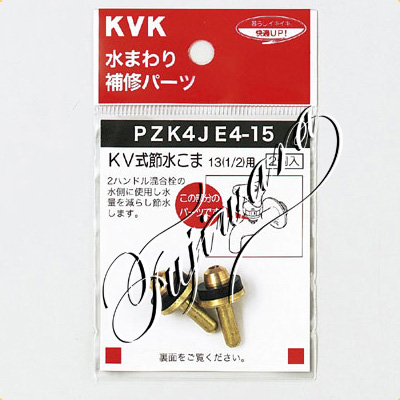 KVK
水まわり
補修パーツ
暮らしイキイキ
快適UP!
PZK4JE4-15
KV式節水こま 13(1/2)用 2個入
2ハンドル混合栓の
水側に使用し水
量を減らし節水
します。
この部分の
パーツです
Fujiwara
裏面をご覧ください。